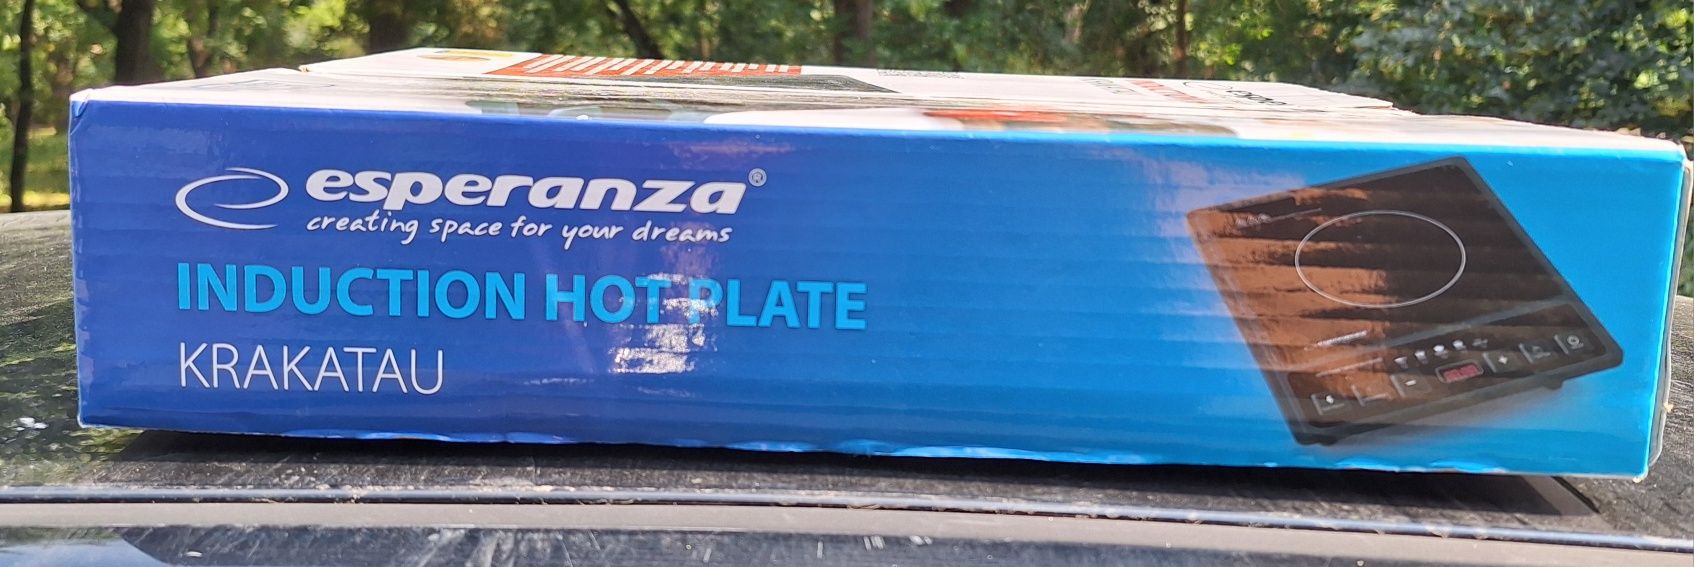 esperanza®
creating space for your dreams
INDUCTION HOT PLATE
KRAKATAU